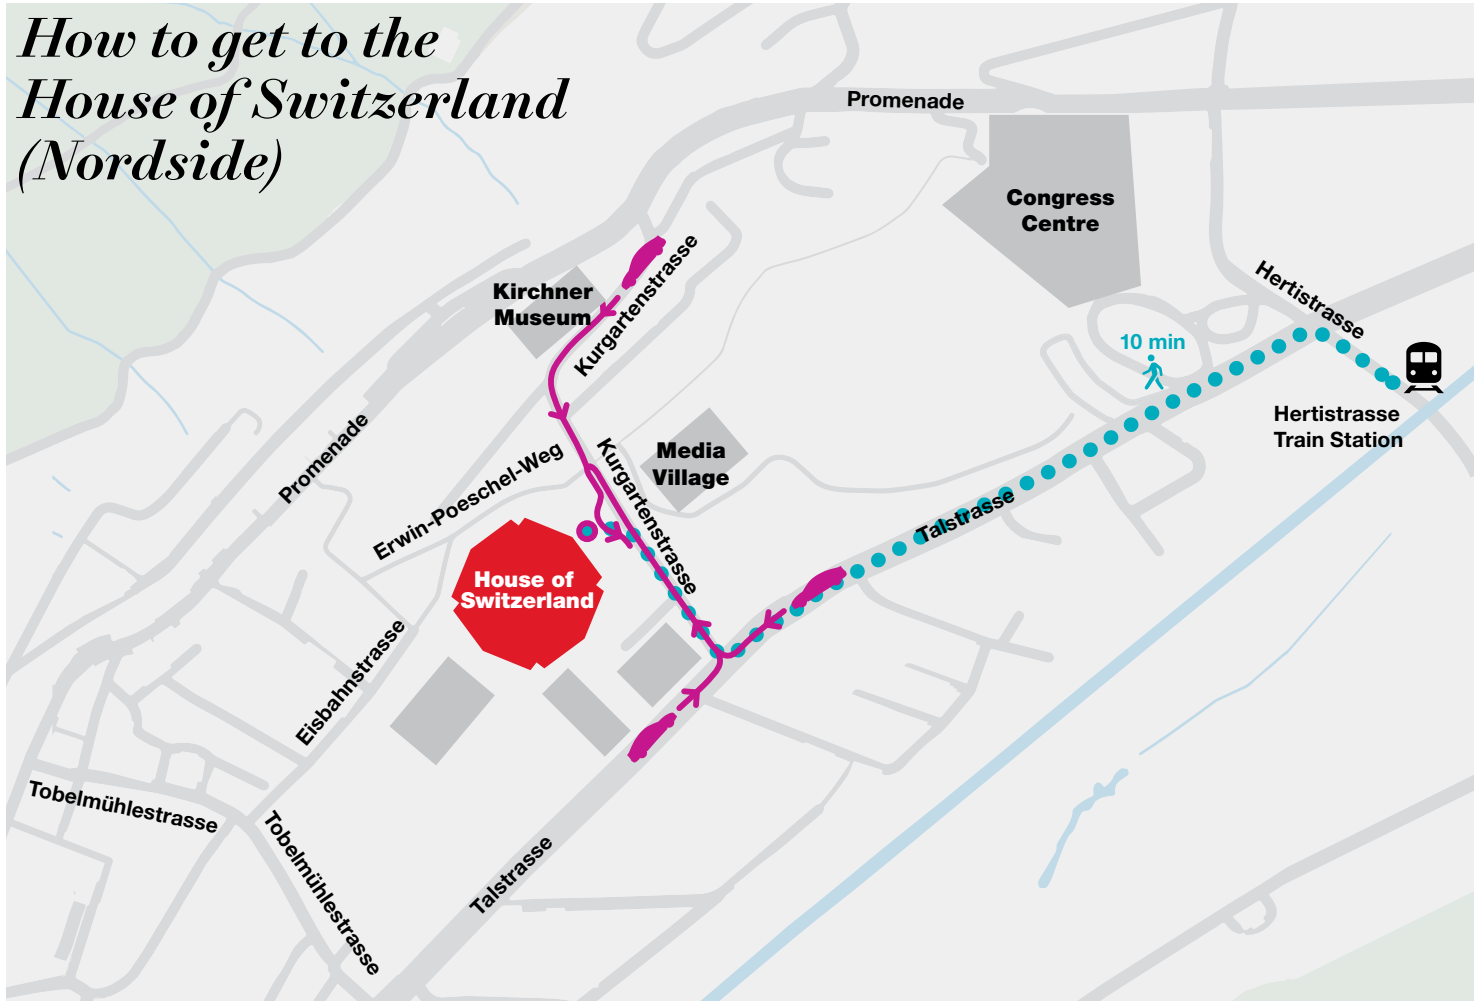 How to get to the
House of Switzerland
(Nordside)
Promenade
Congress
Centre
Kirchner
Museum
Kurgartenstrasse
Hertistrasse
10 min
Hertistrasse
Train Station
Promenade
Erwin-Poeschel-Weg
Kurgartenstrasse
Media
Village
Talstrasse
House of
Switzerland
Eisbahnstrasse
Tobelmühlestrasse
Tobelmühlestrasse
Talstrasse